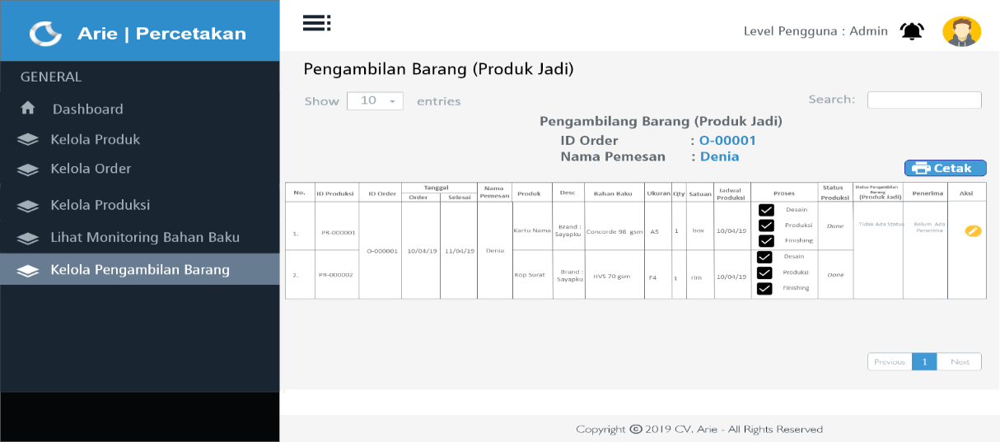 Arie | Percetakan
Level Pengguna : Admin
GENERAL
Dashboard
Kelola Produk
Kelola Order
Kelola Produksi
Lihat Monitoring Bahan Baku
Kelola Pengambilan Barang
Pengambilan Barang (Produk Jadi)
Show 10 entries
Search:
Pengambilang Barang (Produk Jadi)
ID Order : O-00001
Nama Pemesan : Denia
Cetak
No. ID Produksi ID Order Tanggal Order Selesai Nama Pemesan Produk Desc Bahan Baku Ukuran Qty Satuan Jadwal Produksi Proses Status Produksi Status Pengambilan Barang (Produk Jadi) Penerima Aksi
1. PR-000001 O-000001 10/04/19 11/04/19 Denia Kartu Nama Brand : Sayapku Concorde 98 gsm A5 1 box 10/04/19 Desain Produksi Finishing Done Tidak Ada Status Belum Ada Penerima
2. PR-000002 Kop Surat Brand : Sayapku HVS 70 gsm F4 1 rim 10/04/19 Desain Produksi Finishing Done
Previous 1 Next
Copyright © 2019 CV. Arie - All Rights Reserved